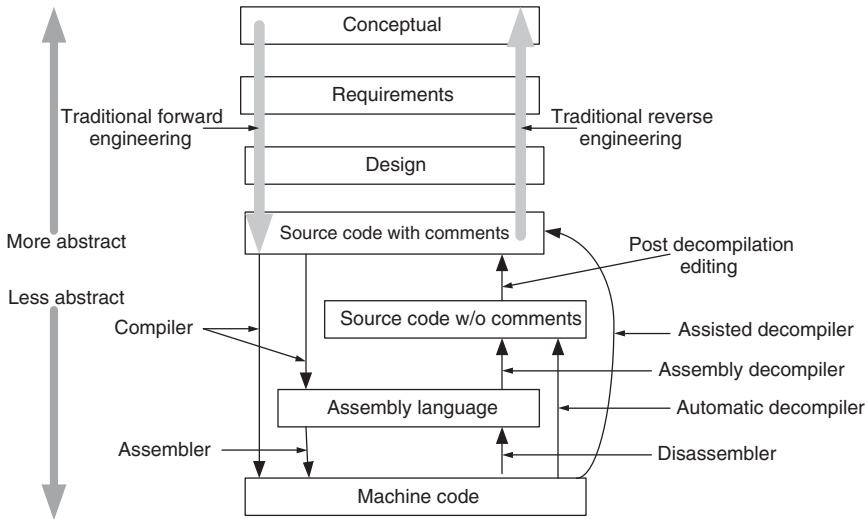 Conceptual
Requirements
Traditional forward
engineering
Traditional reverse
engineering
Design
More abstract
Source code with comments
Post decompilation
editing
Less abstract
Compiler
Source code w/o comments
Assisted decompiler
Assembly decompiler
Assembly language
Automatic decompiler
Assembler
Disassembler
Machine code